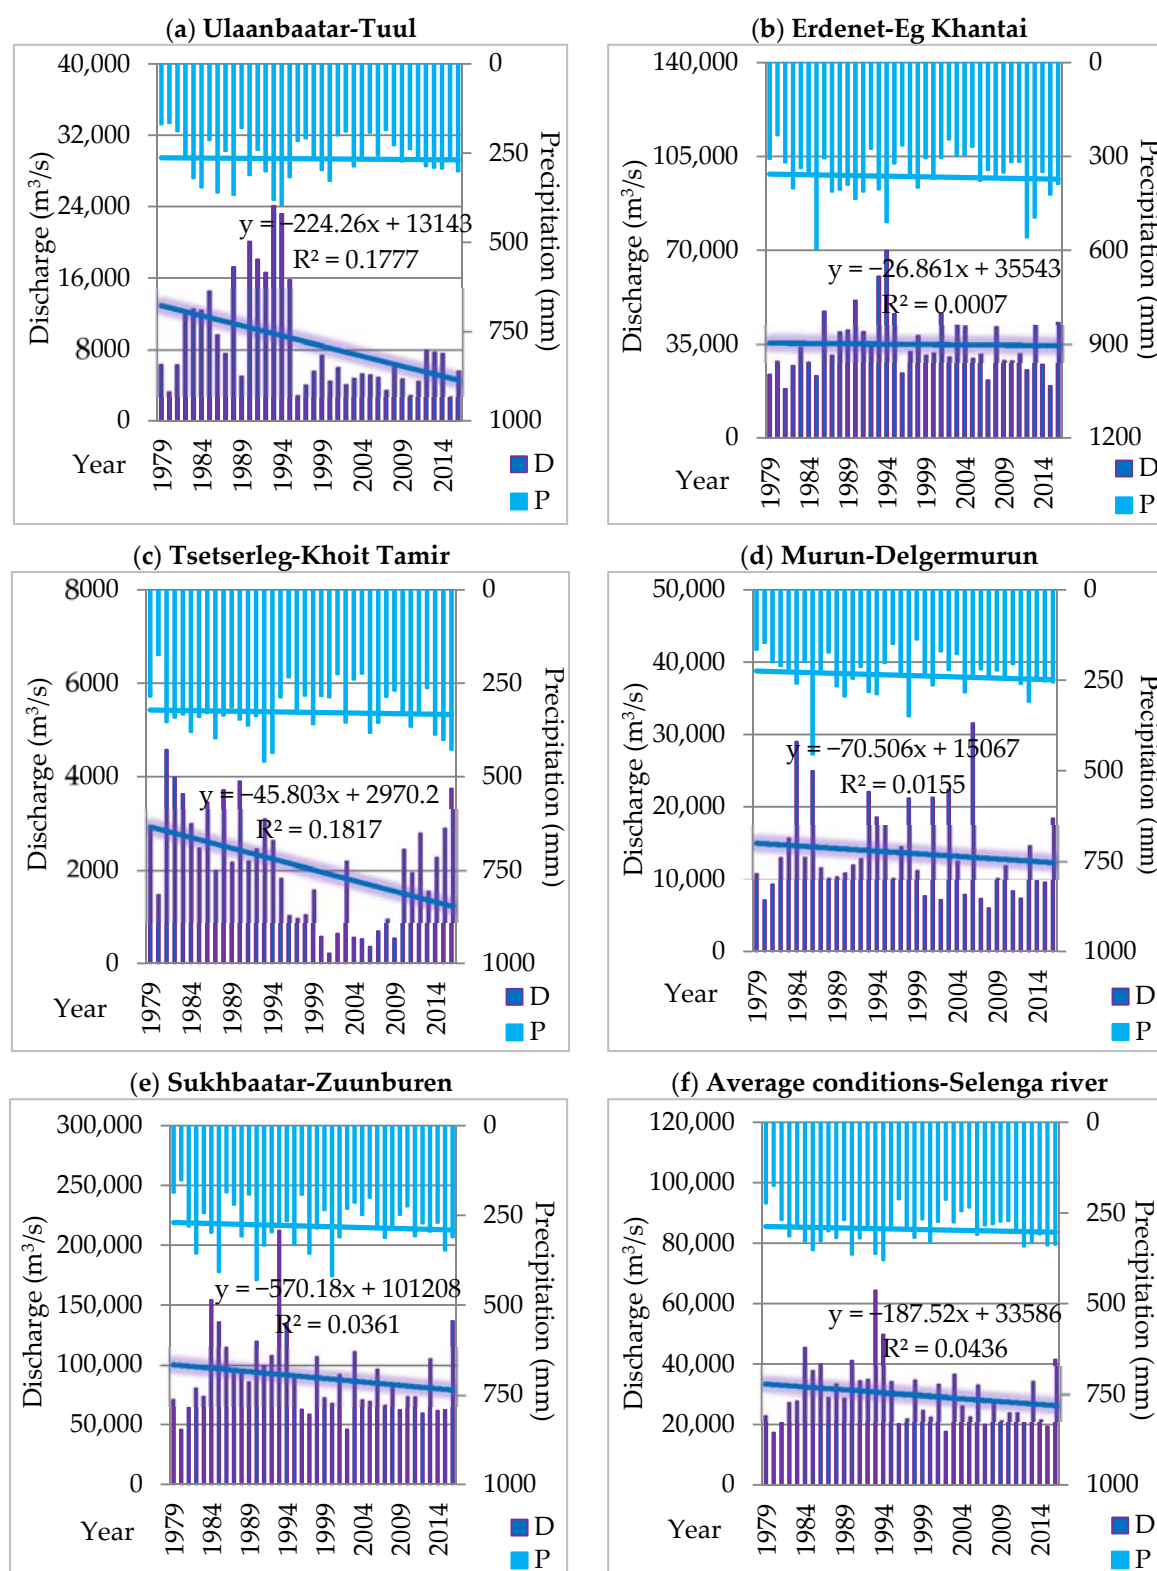 (a) Ulaanbaatar-Tuul
40,000
32,000
24,000
16,000
8000
0
Discharge (m³/s)
0
250
500
750
1000
Precipitation (mm)
y = −224.26x + 13143
R² = 0.1777
1979
1984
1989
1994
1999
2004
2009
2014
Year
D
P
(b) Erdenet-Eg Khantai
140,000
105,000
70,000
35,000
0
Discharge (m³/s)
0
300
600
900
1200
Precipitation (mm)
y = −26.861x + 35543
R² = 0.0007
1979
1984
1989
1994
1999
2004
2009
2014
Year
D
P
(c) Tsetserleg-Khoit Tamir
8000
6000
4000
2000
0
Discharge (m³/s)
0
250
500
750
1000
Precipitation (mm)
y = −45.803x + 2970.2
R² = 0.1817
1979
1984
1989
1994
1999
2004
2009
2014
Year
D
P
(d) Murun-Delgermurun
50,000
40,000
30,000
20,000
10,000
0
Discharge (m³/s)
0
250
500
750
1000
Precipitation (mm)
y = −70.506x + 15067
R² = 0.0155
1979
1984
1989
1994
1999
2004
2009
2014
Year
D
P
(e) Sukhbaatar-Zuunburen
300,000
250,000
200,000
150,000
100,000
50,000
0
Discharge (m³/s)
0
250
500
750
1000
Precipitation (mm)
y = −570.18x + 101208
R² = 0.0361
1979
1984
1989
1994
1999
2004
2009
2014
Year
D
P
(f) Average conditions-Selenga river
120,000
100,000
80,000
60,000
40,000
20,000
0
Discharge (m³/s)
0
250
500
750
1000
Precipitation (mm)
y = −187.52x + 33586
R² = 0.0436
1979
1984
1989
1994
1999
2004
2009
2014
Year
D
P